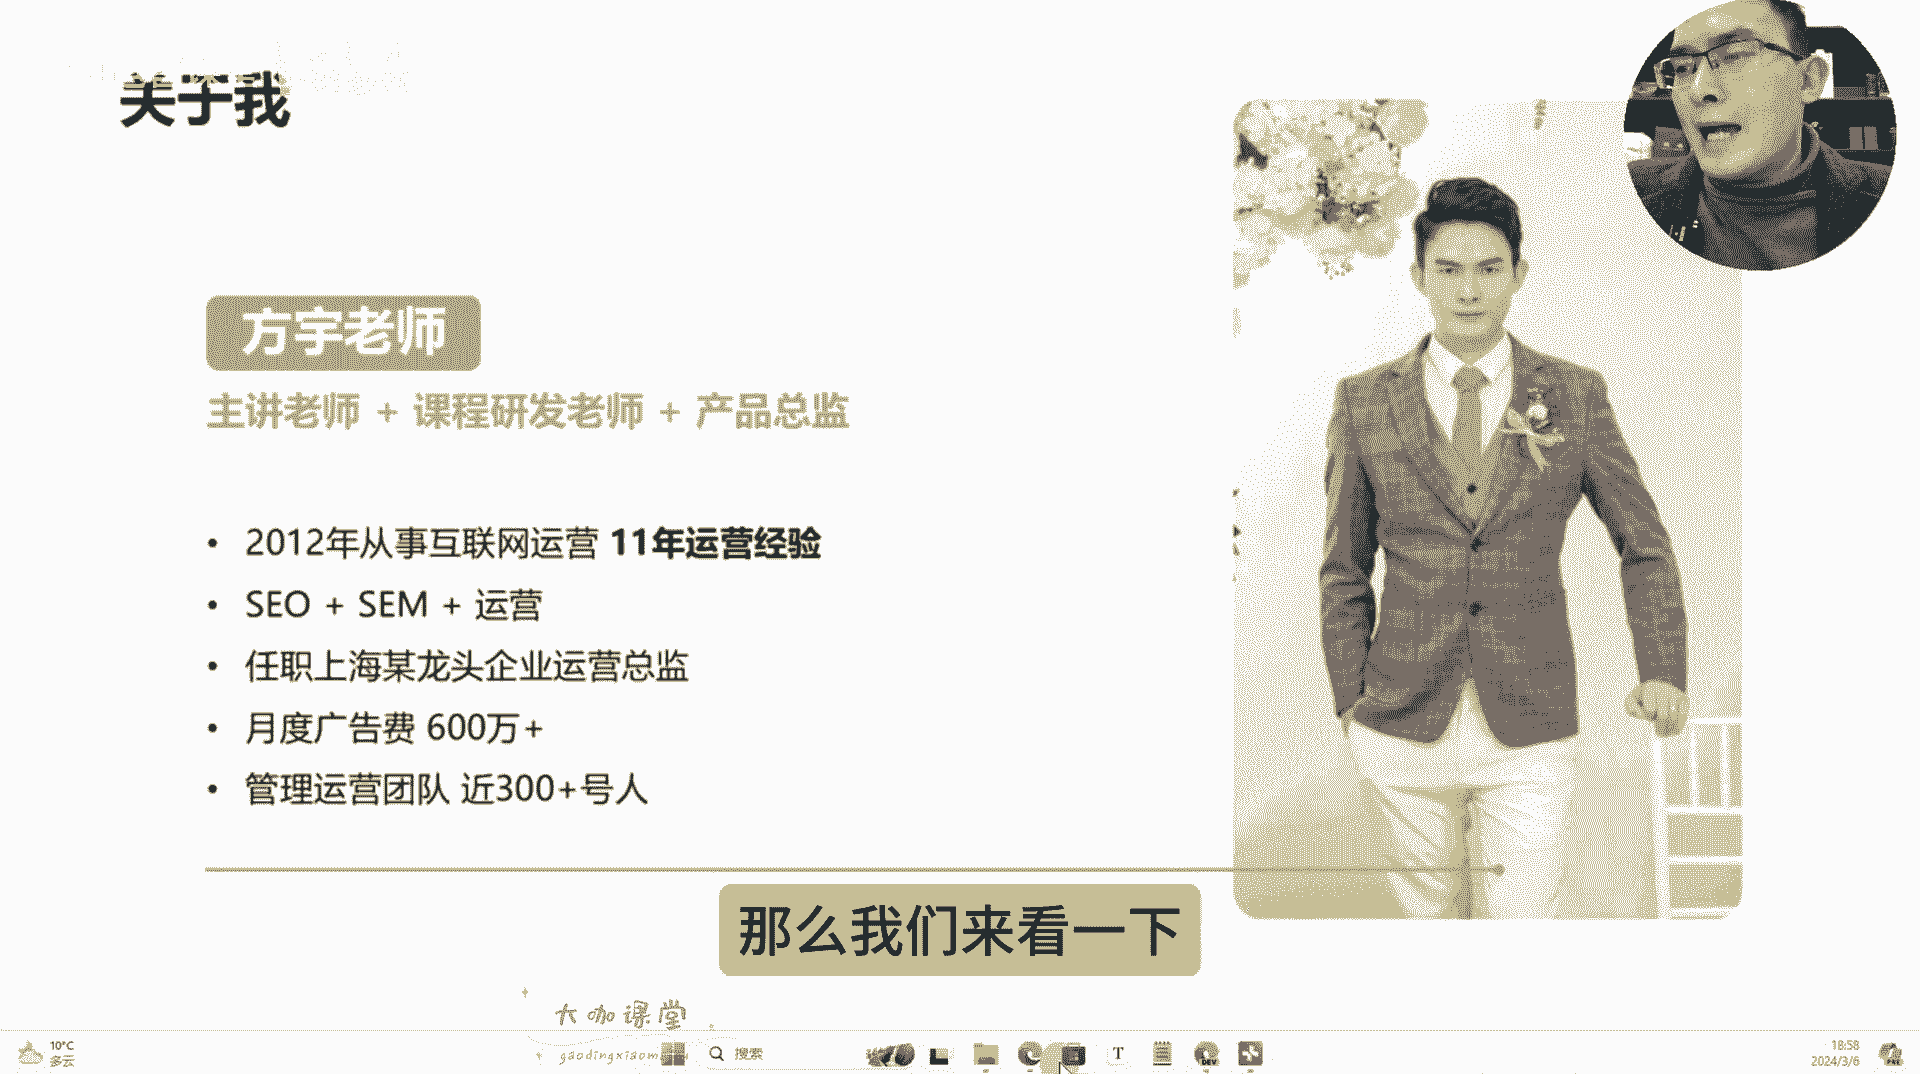 关于我
方宇老师
主讲老师 + 课程研发老师 + 产品总监
• 2012年从事互联网运营 11年运营经验
• SEO + SEM + 运营
• 任职上海某龙头企业运营总监
• 月度广告费 600万+
• 管理运营团队 近300+号人
那么我们来看一下
大咖课堂
gaodingxiaom
10°C
多云
搜索
T
DEV
18:58
2024/3/6
PRE